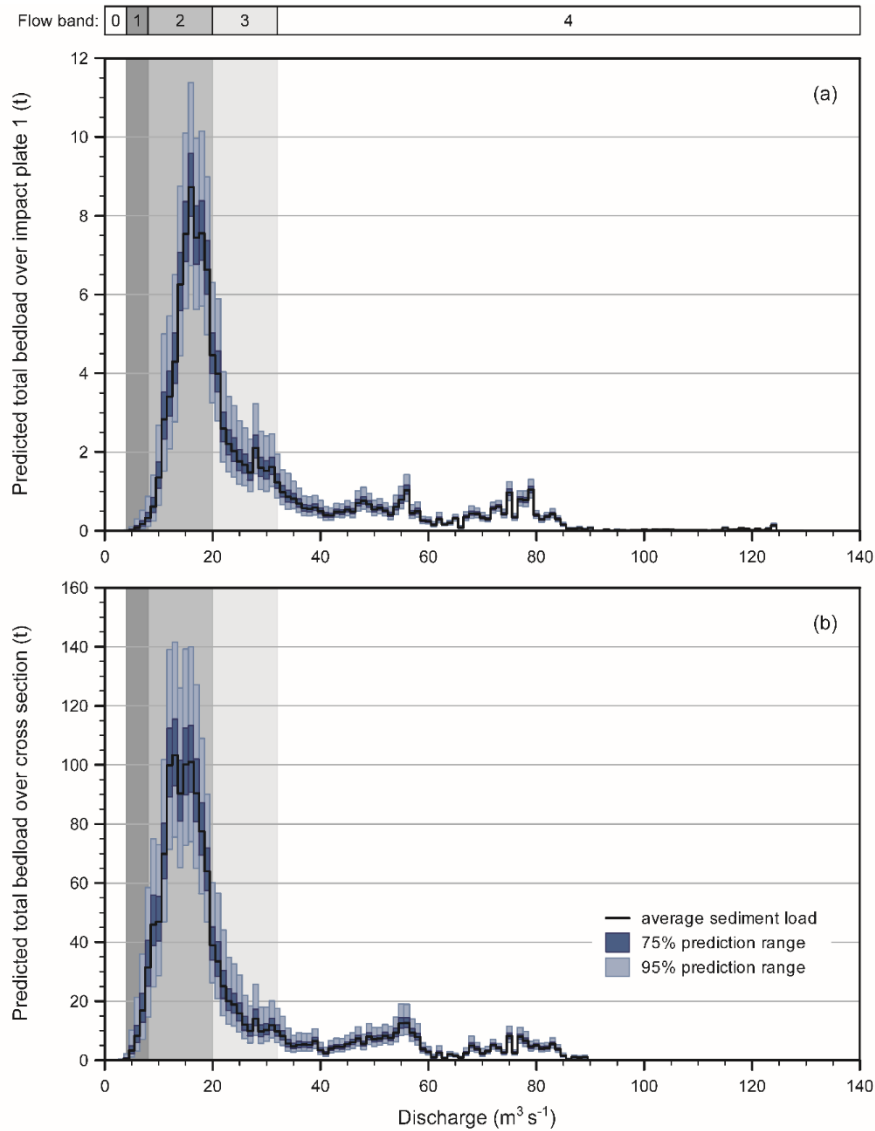 Flow band: 0 1 2 3 4
Predicted total bedload over impact plate 1 (t)
12
10
8
6
4
2
0
(a)
0 20 40 60 80 100 120 140
Predicted total bedload over cross section (t)
160
140
120
100
80
60
40
20
0
(b)
average sediment load
75% prediction range
95% prediction range
0 20 40 60 80 100 120 140
Discharge (m³ s⁻¹)